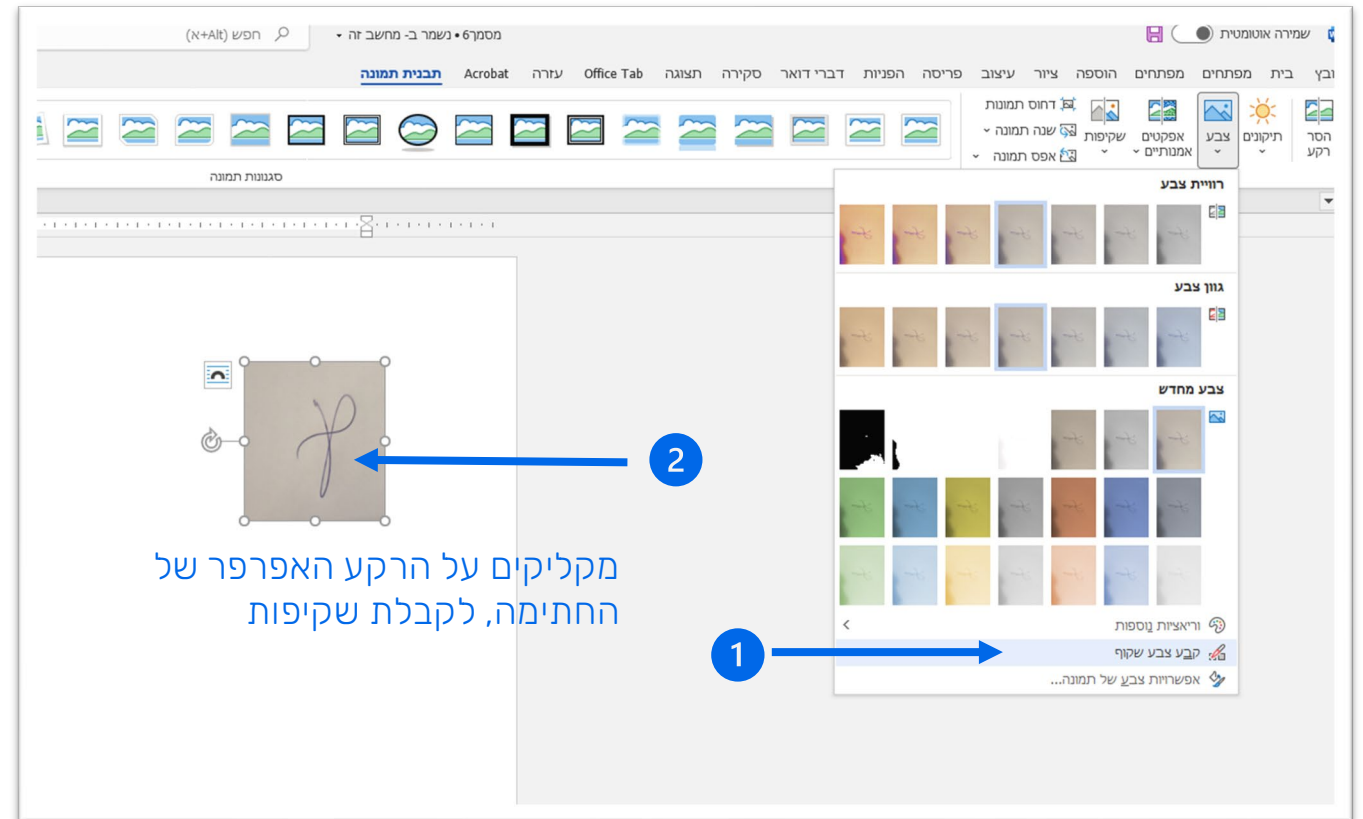 שמירה אוטומטית
מסמך6 • נשמר ב- מחשב זה
חפש (Alt+א)
ובץ בית מפתחים מפתחים הוספה ציור עיצוב פריסה הפניות דברי דואר סקירה תצוגה Office Tab עזרה Acrobat תבנית תמונה
הסר רקע
תיקונים
צבע
אפקטים אמנותיים
שקיפות
דחוס תמונות
שנה תמונה
אפס תמונה
סגנונות תמונה
רוויית צבע
גוון צבע
צבע מחדש
וריאציות נוספות
קבע צבע שקוף
אפשרויות צבע של תמונה...
2
מקליקים על הרקע האפרפר של
החתימה, לקבלת שקיפות
1